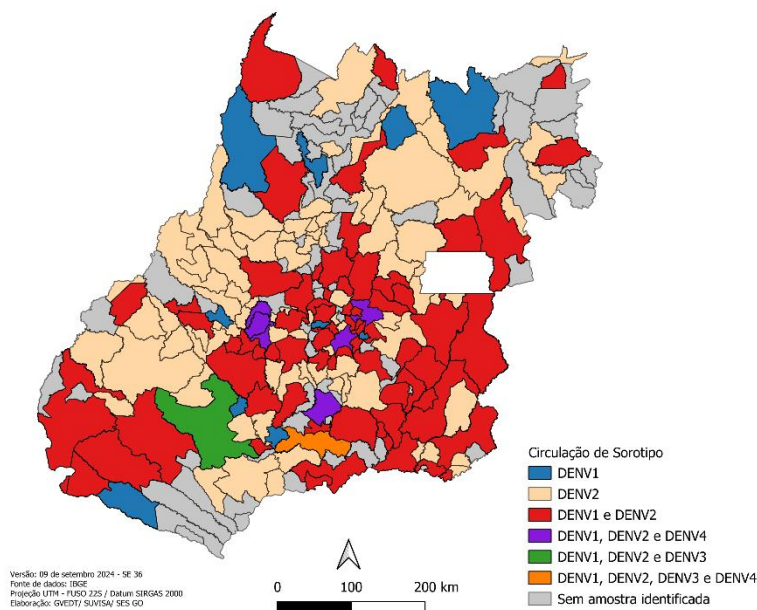 Circulação de Sorotipo
DENV1
DENV2
DENV1 e DENV2
DENV1, DENV2 e DENV4
DENV1, DENV2 e DENV3
DENV1, DENV2, DENV3 e DENV4
Sem amostra identificada
Versão: 09 de setembro 2024 - SE 36
Fonte de dados: IBGE
Projeção UTM - FUSO 22S / Datum SIRGAS 2000
Elaboração: GVEDT/ SUVISA/ SES GO
0 100 200 km